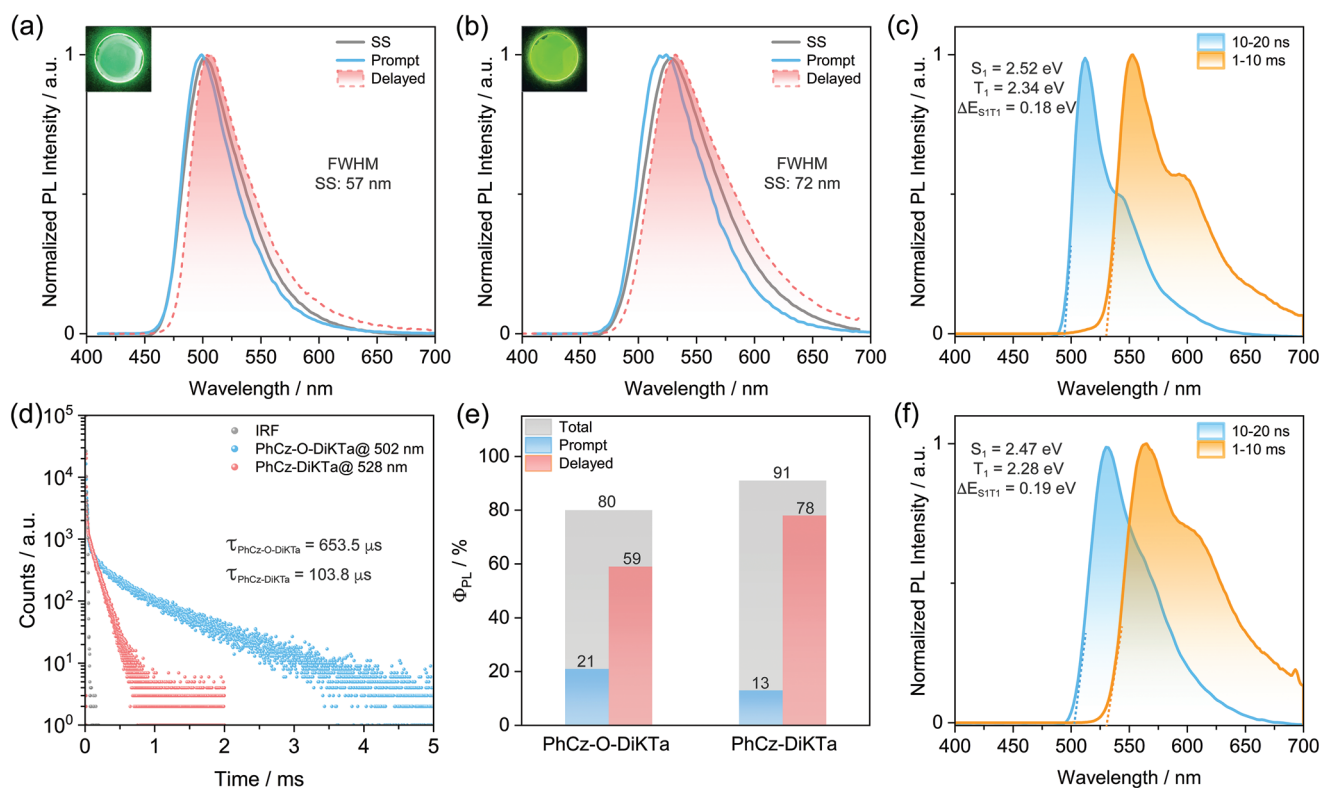 (a)
Normalized PL Intensity / a.u.
1
0
SS
Prompt
Delayed
FWHM
SS: 57 nm
400 450 500 550 600 650 700
Wavelength / nm
(b)
Normalized PL Intensity / a.u.
1
0
SS
Prompt
Delayed
FWHM
SS: 72 nm
400 450 500 550 600 650 700
Wavelength / nm
(c)
Normalized PL Intensity / a.u.
1
0
10-20 ns
1-10 ms
S₁ = 2.52 eV
T₁ = 2.34 eV
ΔE_S1T1 = 0.18 eV
400 450 500 550 600 650 700
Wavelength / nm
(d)
Counts / a.u.
10⁵
10⁴
10³
10²
10¹
10⁰
IRF
PhCz-O-DiKTa@ 502 nm
PhCz-DiKTa@ 528 nm
τ_PhCz-O-DiKTa = 653.5 μs
τ_PhCz-DiKTa = 103.8 μs
0 1 2 3 4 5
Time / ms
(e)
Φ_PL / %
100
80
60
40
20
0
Total
Prompt
Delayed
80
59
21
91
78
13
PhCz-O-DiKTa PhCz-DiKTa
(f)
Normalized PL Intensity / a.u.
1
0
10-20 ns
1-10 ms
S₁ = 2.47 eV
T₁ = 2.28 eV
ΔE_S1T1 = 0.19 eV
400 450 500 550 600 650 700
Wavelength / nm